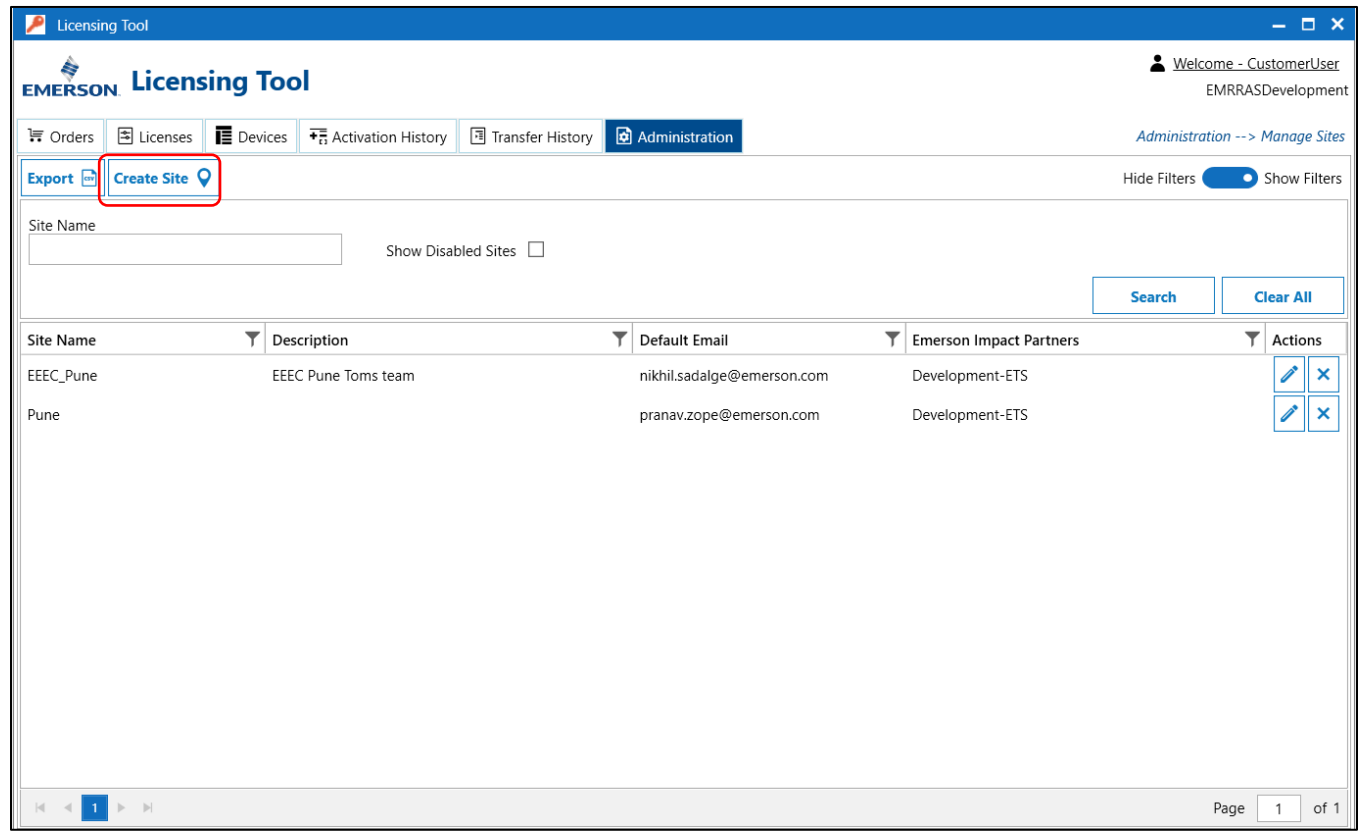 Licensing Tool
EMERSON. Licensing Tool
Welcome - CustomerUser
EMRRASDevelopment
Orders Licenses Devices Activation History Transfer History Administration
Administration --> Manage Sites
Export CSV Create Site
Hide Filters Show Filters
Site Name
Show Disabled Sites
Search Clear All
Site Name Description Default Email Emerson Impact Partners Actions
EEEC_Pune EEEC Pune Toms team nikhil.sadalge@emerson.com Development-ETS
Pune pranav.zope@emerson.com Development-ETS
1 Page 1 of 1